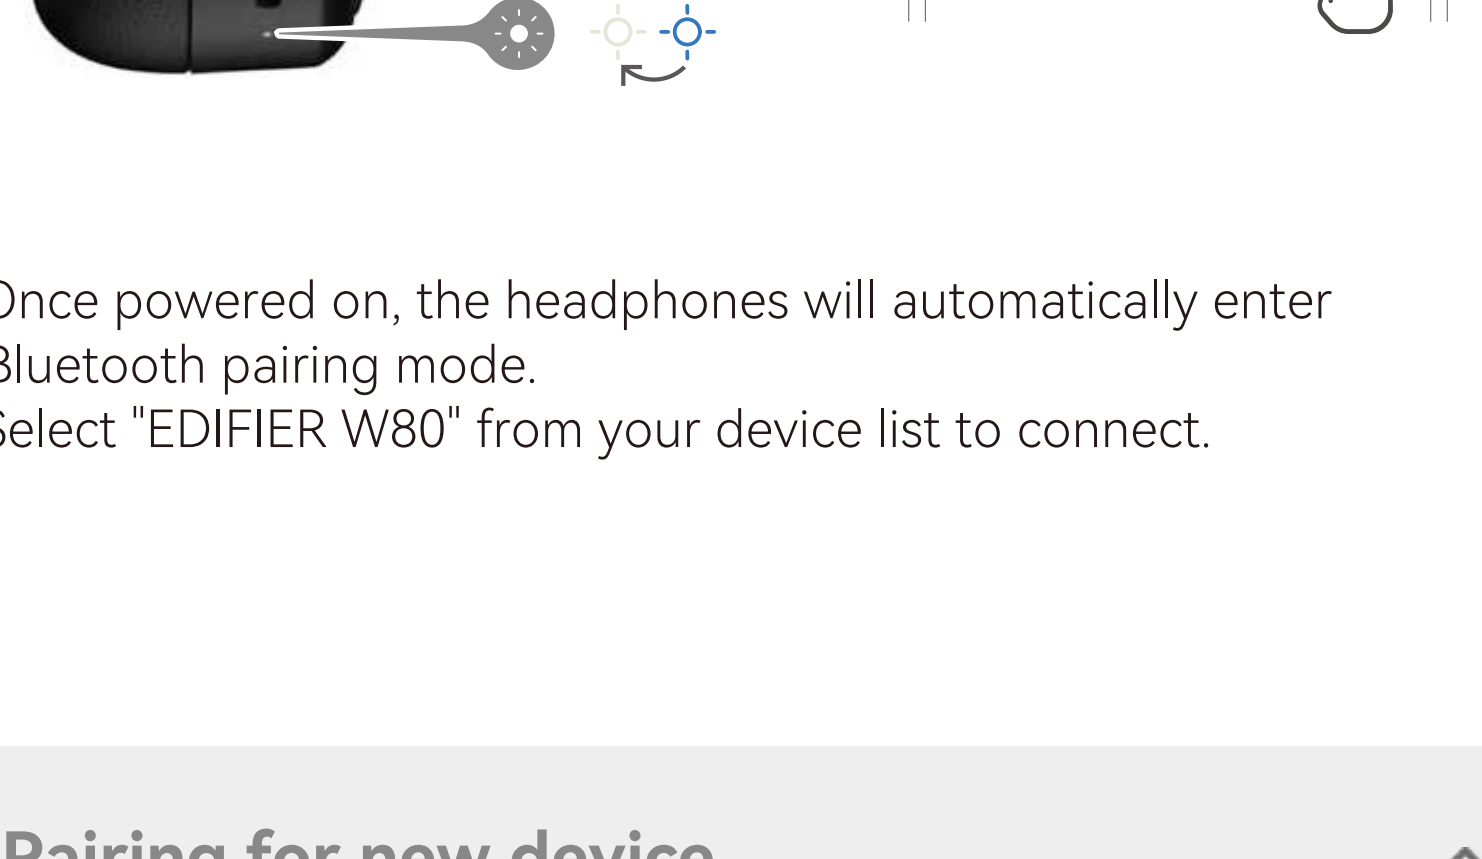 Once powered on, the headphones will automatically enter
Bluetooth pairing mode.
Select "EDIFIER W80" from your device list to connect.
Pairing for new device